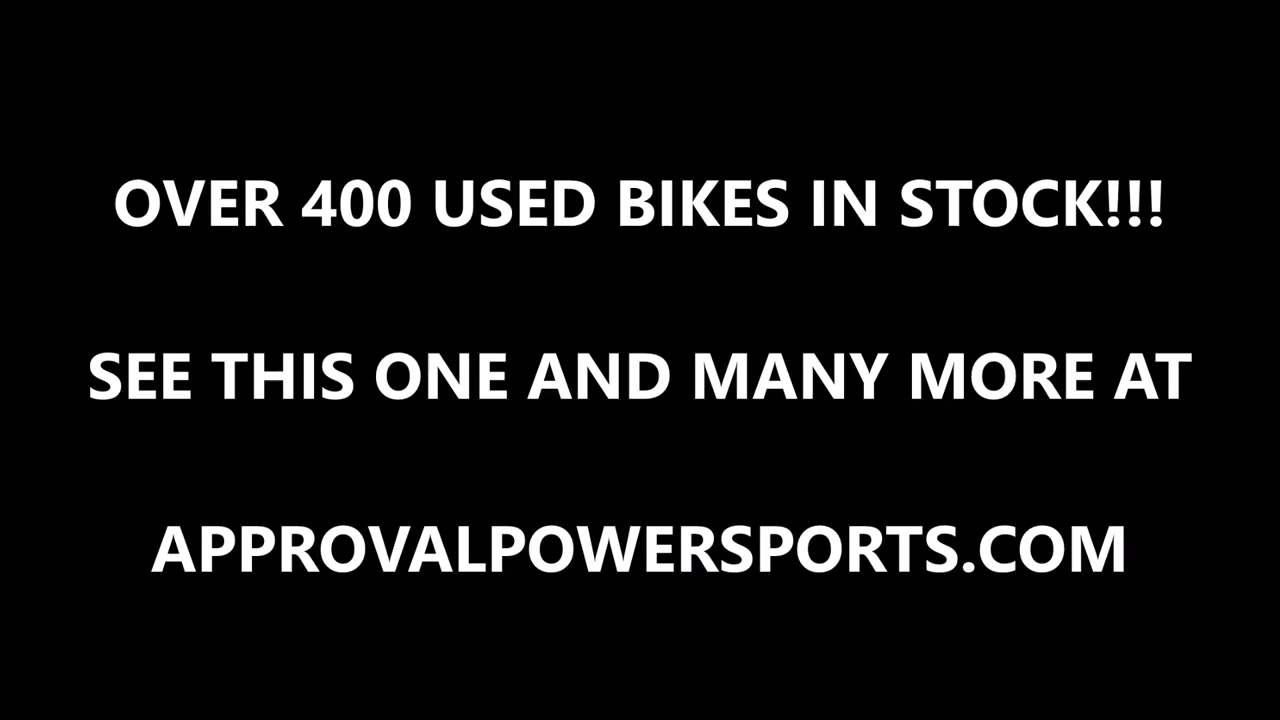 OVER 400 USED BIKES IN STOCK!!!
SEE THIS ONE AND MANY MORE AT
APPROVALPOWERSPORTS.COM